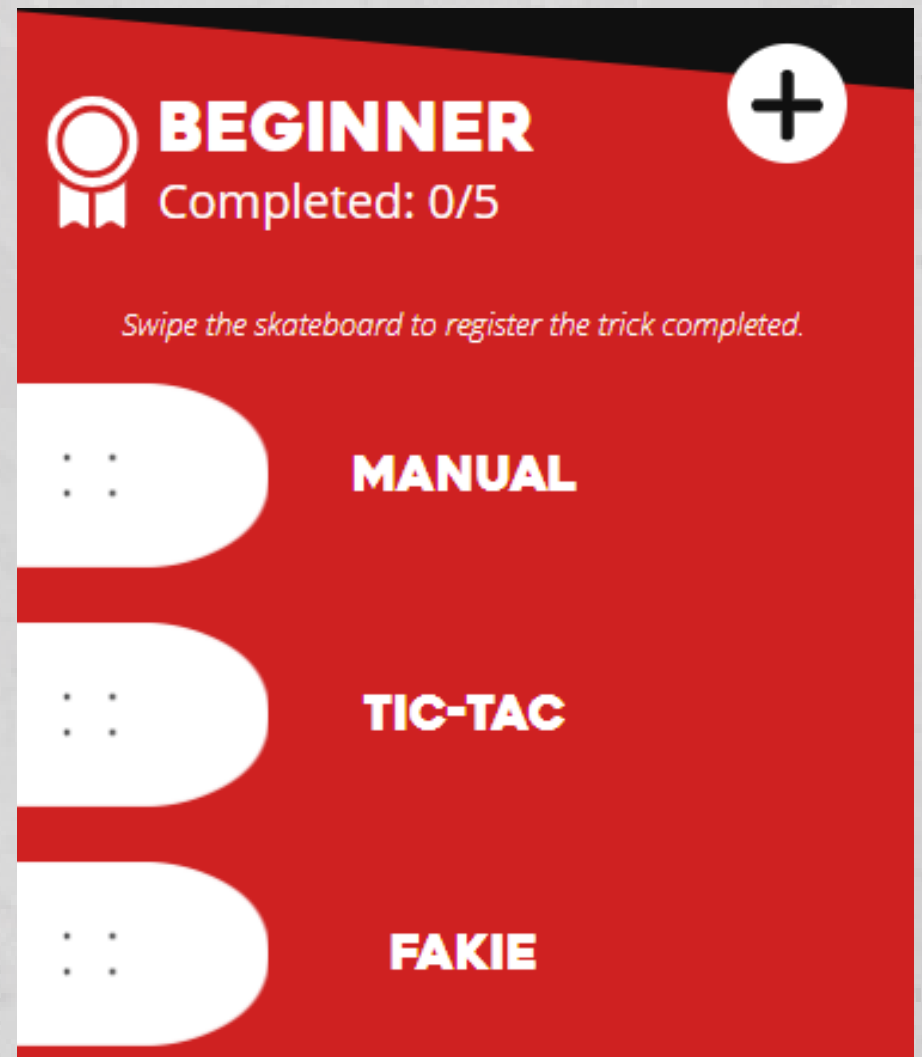 BEGINNER
Completed: 0/5
Swipe the skateboard to register the trick completed.
MANUAL
TIC-TAC
FAKIE